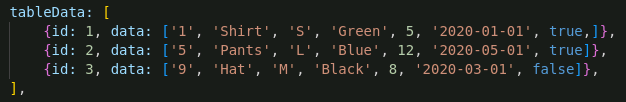 tableData: [
{id: 1, data: ['1', 'Shirt', 'S', 'Green', 5, '2020-01-01', true,]},
{id: 2, data: ['5', 'Pants', 'L', 'Blue', 12, '2020-05-01', true]},
{id: 3, data: ['9', 'Hat', 'M', 'Black', 8, '2020-03-01', false]},
],